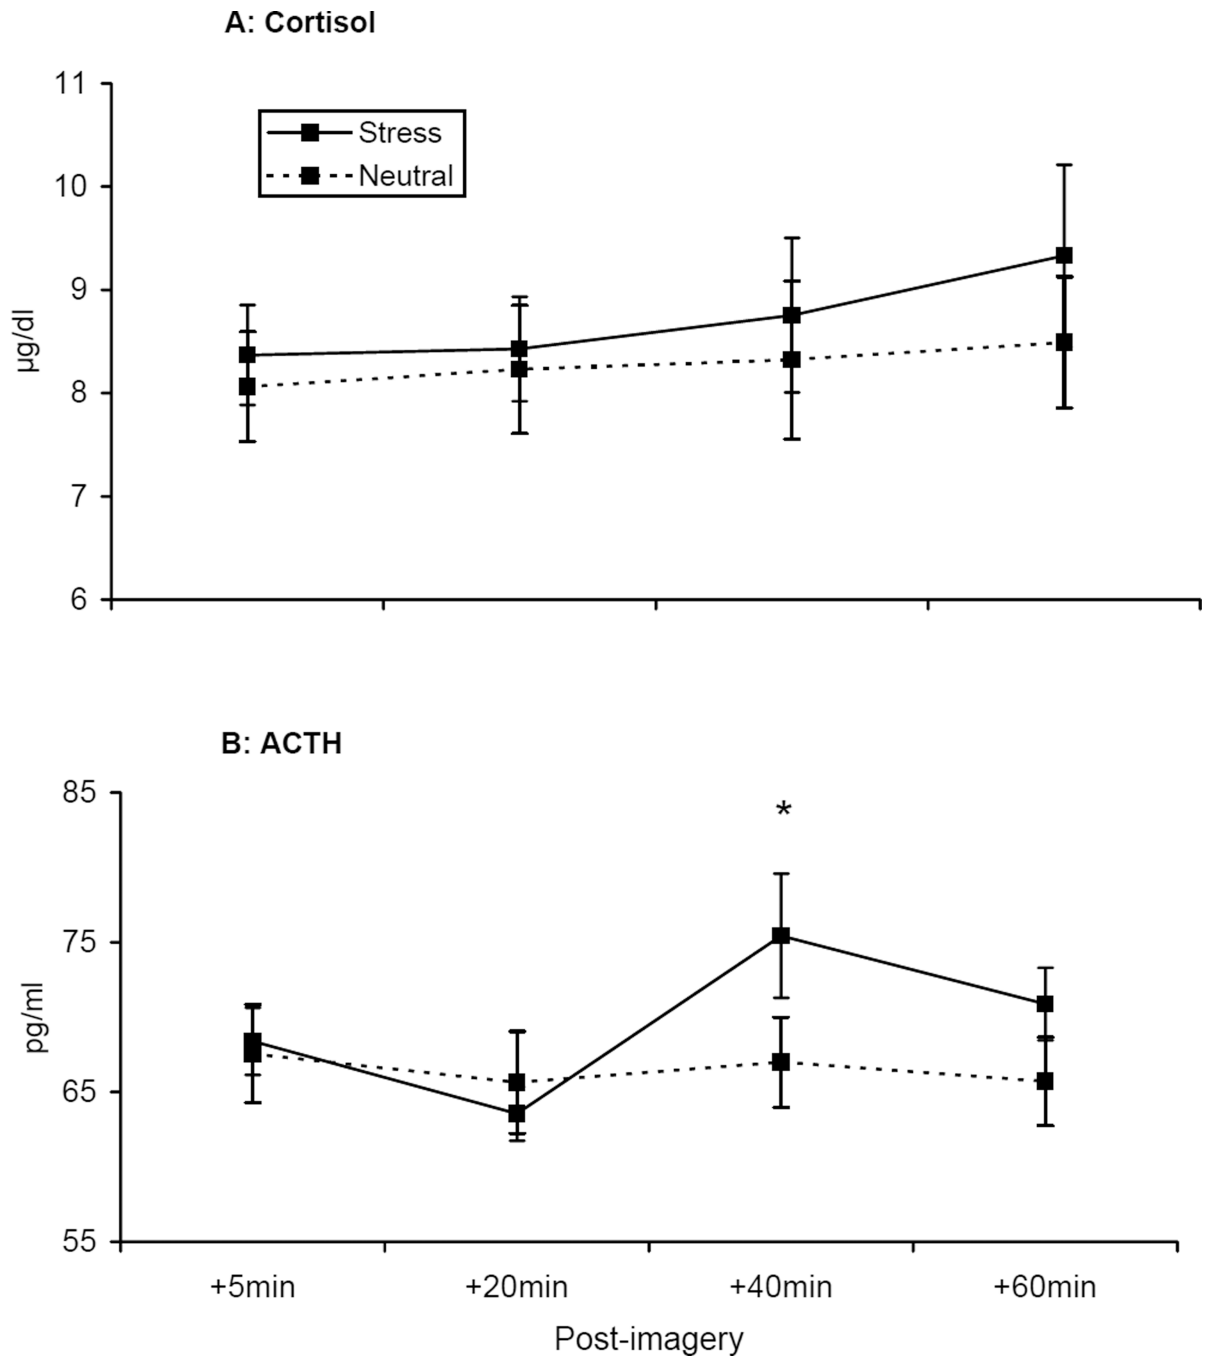 A: Cortisol
11
Stress
Neutral
10
9
µg/dl
8
7
6
B: ACTH
85
*
75
pg/ml
65
55
+5min +20min +40min +60min
Post-imagery